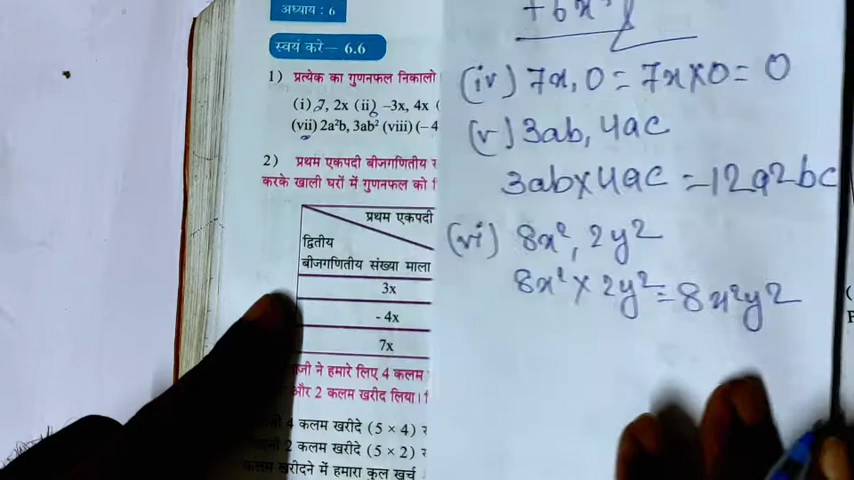 अध्याय : 6
स्वयं करे– 6.6
1) प्रत्येक का गुणनफल निकालो
(i) 7, 2x (ii) –3x, 4x (
(vii) 2a²b, 3ab² (viii) (– 4
2) प्रथम एकपदी बीजगणितीय
करके खाली घरों में गुणनफल को
प्रथम एकपदी
द्वितीय
बीजगणितीय संख्या माला
3x
- 4x
7x
ने हमारे लिए 4 कलम
और 2 कलम खरीद लिया।
4 कलम खरीदे (5 × 4)
2 कलम खरीदे (5 × 2)
कलम खरीदने में हमारा कुल खर्च
+6x
(iv) 7x, 0 = 7x×0 = 0
(v) 3ab, 4ac
3ab×4ac =12a2bc
(vi) 8x², 2y2
8x² × 2y2 = 8x²y2